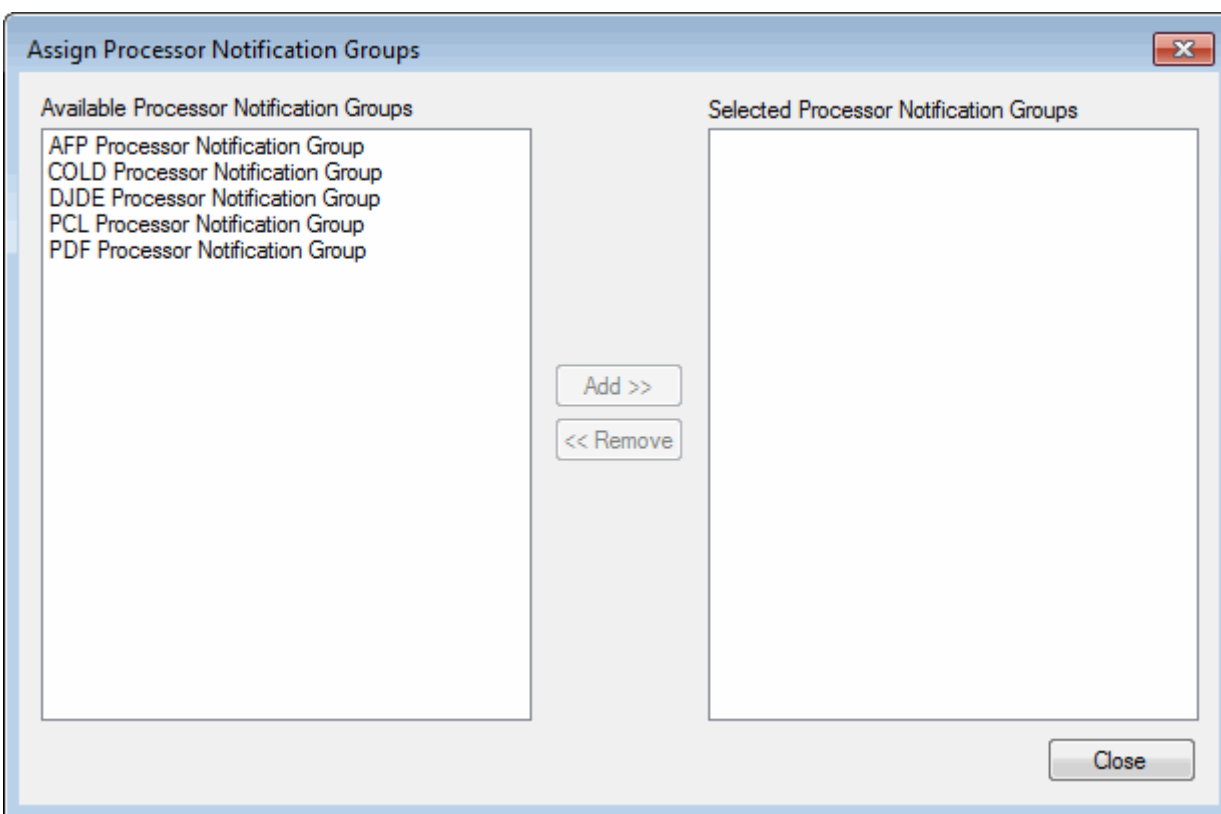 Assign Processor Notification Groups
Available Processor Notification Groups
Selected Processor Notification Groups
AFP Processor Notification Group
COLD Processor Notification Group
DJDE Processor Notification Group
PCL Processor Notification Group
PDF Processor Notification Group
Add >>
<< Remove
Close